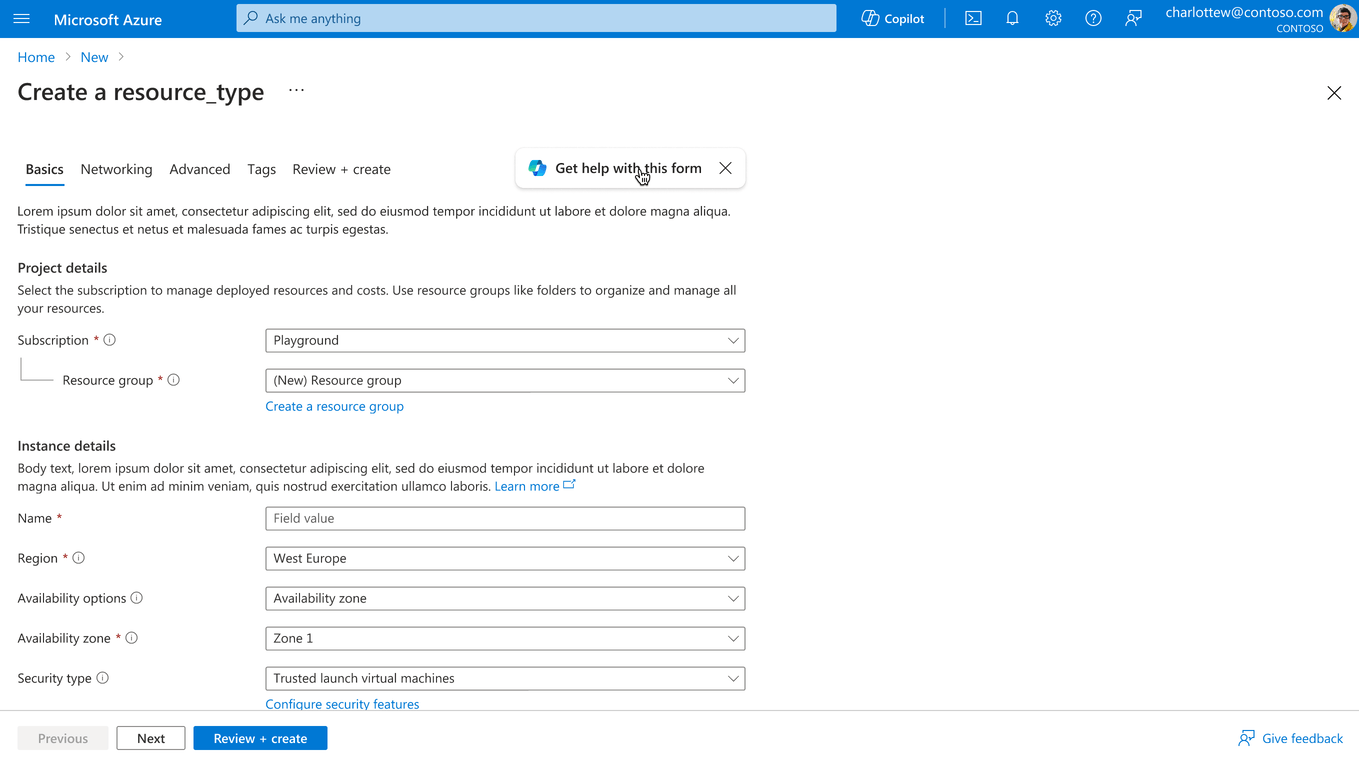 Microsoft Azure
Ask me anything
Copilot
charlottew@contoso.com
CONTOSO
Home > New >
Create a resource_type ...
Basics Networking Advanced Tags Review + create
Get help with this form
Lorem ipsum dolor sit amet, consectetur adipiscing elit, sed do eiusmod tempor incididunt ut labore et dolore magna aliqua.
Tristique senectus et netus et malesuada fames ac turpis egestas.
Project details
Select the subscription to manage deployed resources and costs. Use resource groups like folders to organize and manage all
your resources.
Subscription * Playground
Resource group * (New) Resource group
Create a resource group
Instance details
Body text, lorem ipsum dolor sit amet, consectetur adipiscing elit, sed do eiusmod tempor incididunt ut labore et dolore
magna aliqua. Ut enim ad minim veniam, quis nostrud exercitation ullamco laboris. Learn more
Name * Field value
Region * West Europe
Availability options Availability zone
Availability zone * Zone 1
Security type Trusted launch virtual machines
Configure security features
Previous Next Review + create Give feedback